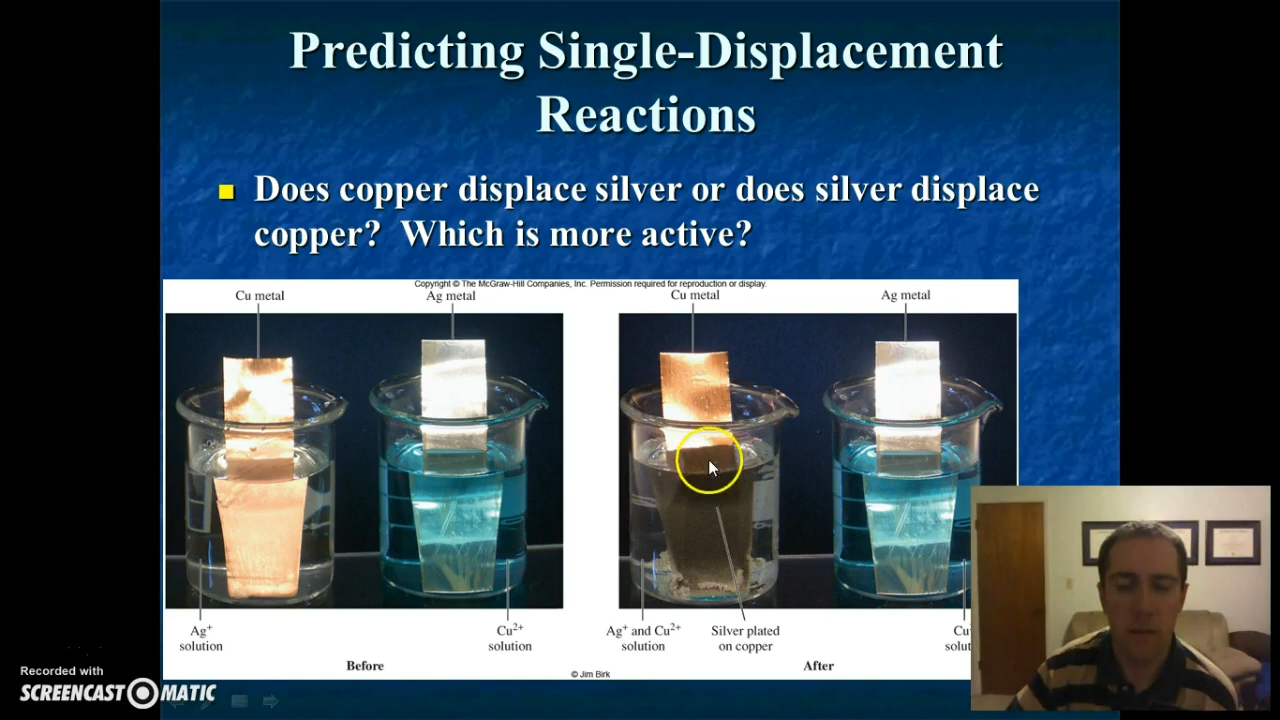 Predicting Single-Displacement
Reactions
Does copper displace silver or does silver displace
copper? Which is more active?
Copyright © The McGraw-Hill Companies, Inc. Permission required for reproduction or display.
Cu metal
Ag metal
Cu metal
Ag metal
Ag⁺
solution
Cu²⁺
solution
Ag⁺ and Cu²⁺
solution
Silver plated
on copper
Cu
solut
Before
After
© Jim Birk
Recorded with
SCREENCAST O MATIC